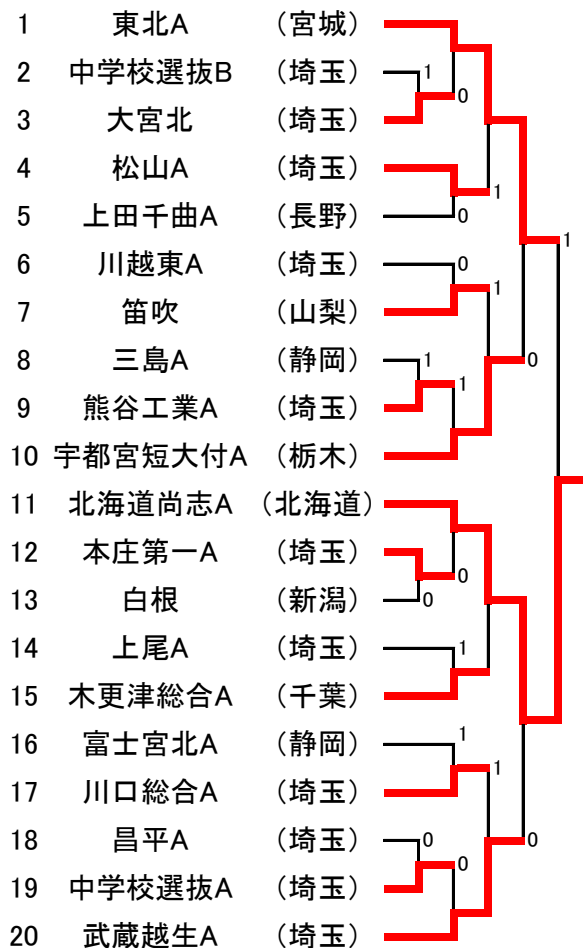 1 東北A （宮城）
2 中学校選抜B （埼玉） 1
0
3 大宮北 （埼玉）
4 松山A （埼玉） 1
5 上田千曲A （長野） 0
1
6 川越東A （埼玉） 0
7 笛吹 （山梨） 1
8 三島A （静岡） 1 0
9 熊谷工業A （埼玉） 1
10 宇都宮短大付A （栃木）
11 北海道尚志A （北海道）
12 本庄第一A （埼玉） 0
13 白根 （新潟） 0
14 上尾A （埼玉） 1
15 木更津総合A （千葉）
16 富士宮北A （静岡） 1
17 川口総合A （埼玉） 1
18 昌平A （埼玉） 0 0
19 中学校選抜A （埼玉） 0
20 武蔵越生A （埼玉）